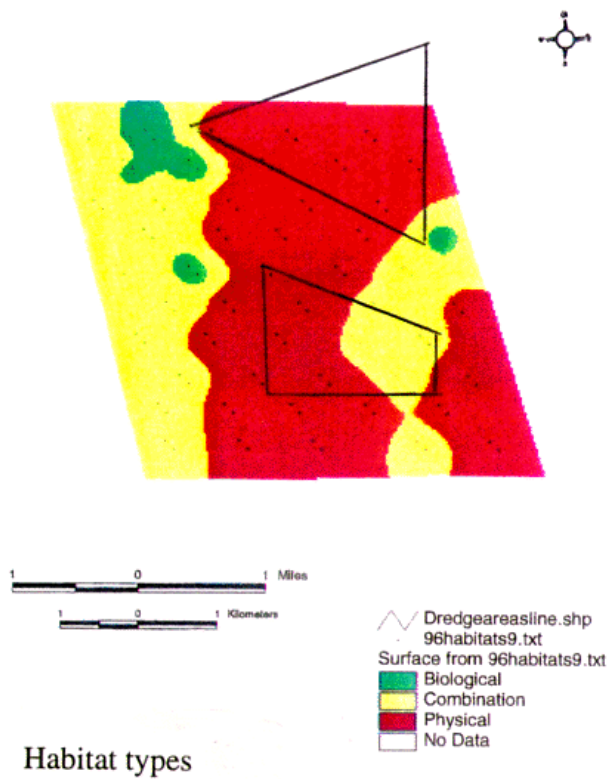 1 0 1 Miles
1 0 1 Kilometers
Dredgeareasline.shp
96habitats9.txt
Surface from 96habitats9.txt
Biological
Combination
Physical
No Data
Habitat types